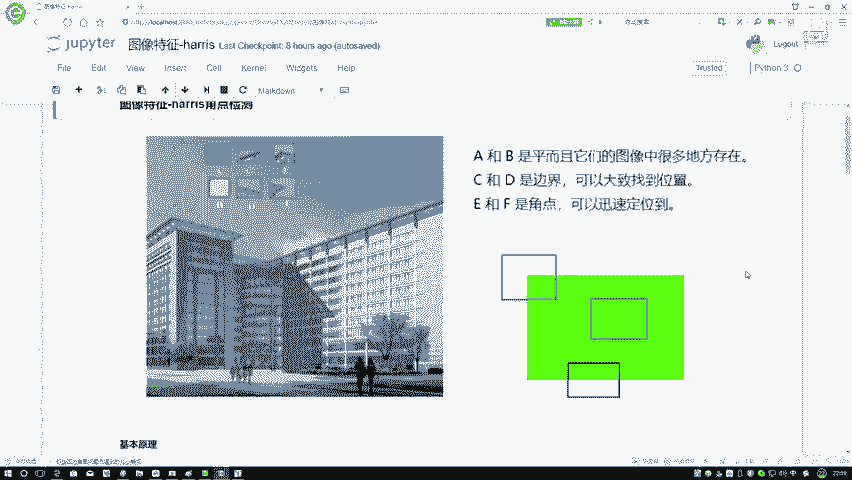 jupyter 图像特征-harris Last Checkpoint: 8 hours ago (autosaved)
Logout
File Edit View Insert Cell Kernel Widgets Help
Trusted Python 3
Markdown
图像特征-harris角点检测
A 和 B 是平而且它们的图像中很多地方存在。
C 和 D 是边界，可以大致找到位置。
E 和 F 是角点，可以迅速定位到。
基本原理